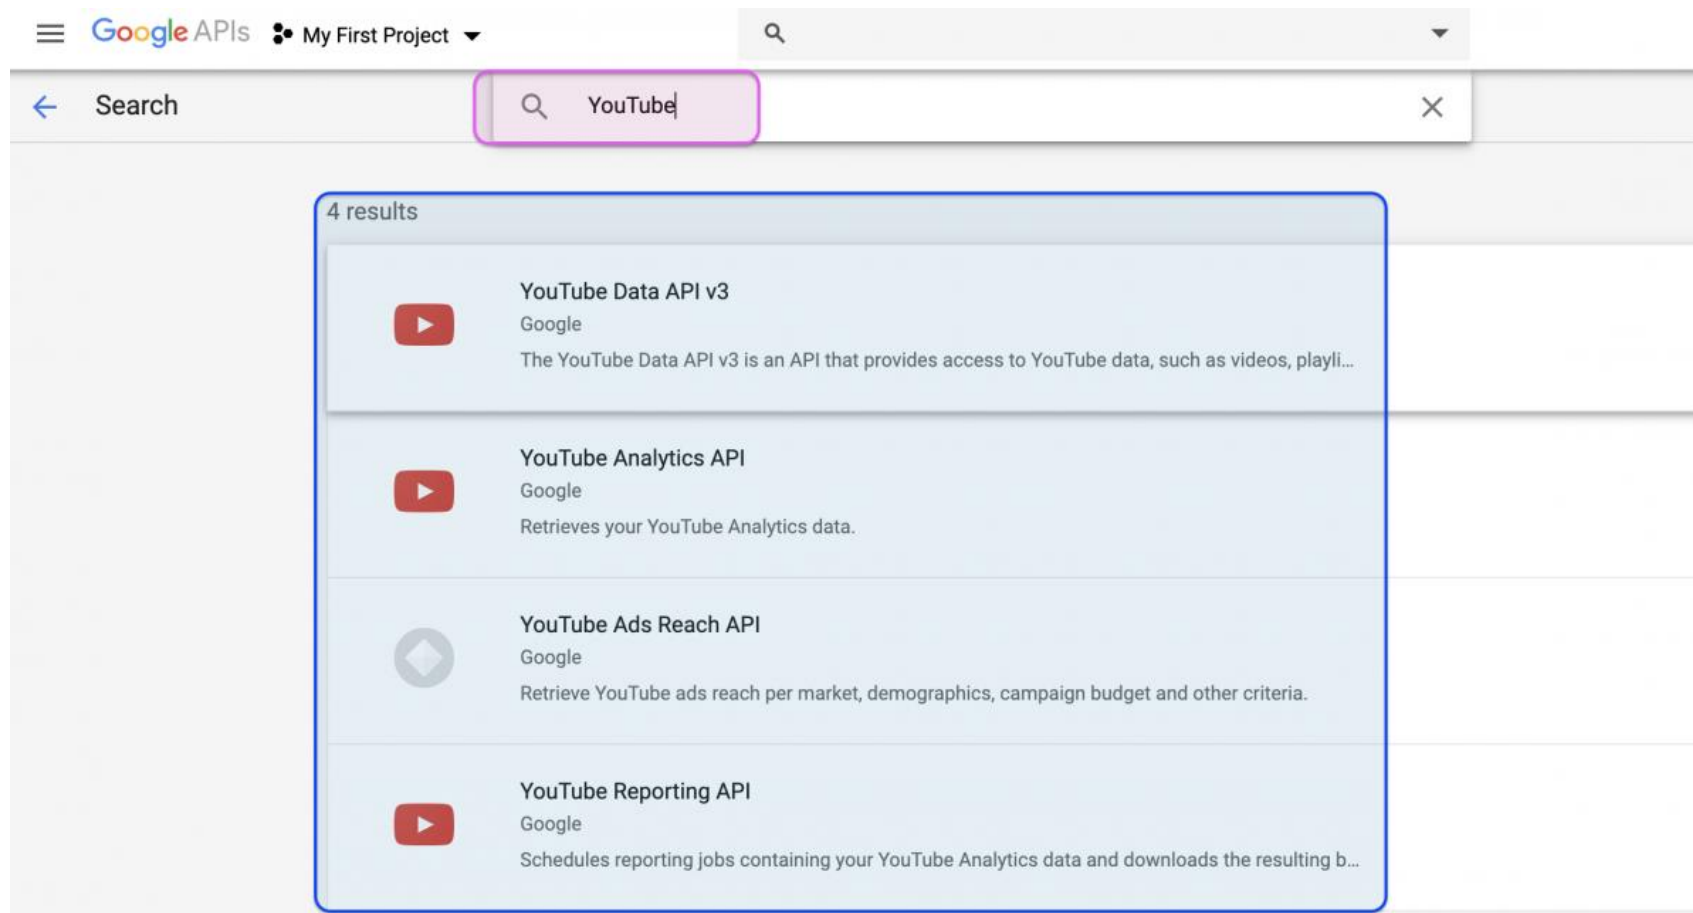 Google APIs My First Project
Search YouTube
4 results
YouTube Data API v3
Google
The YouTube Data API v3 is an API that provides access to YouTube data, such as videos, playli...
YouTube Analytics API
Google
Retrieves your YouTube Analytics data.
YouTube Ads Reach API
Google
Retrieve YouTube ads reach per market, demographics, campaign budget and other criteria.
YouTube Reporting API
Google
Schedules reporting jobs containing your YouTube Analytics data and downloads the resulting b...